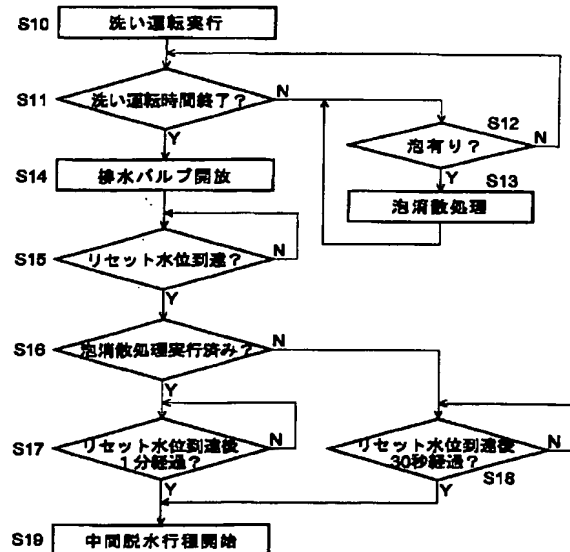 S10 洗い運転実行
S11 洗い運転時間終了？ N
Y
S12 泡有り？ N
Y
S13 泡消散処理
S14 排水バルブ開放
S15 リセット水位到達？ N
Y
S16 泡消散処理実行済み？ N
Y
S17 リセット水位到達後
1分経過？ N
Y
リセット水位到達後
30秒経過？ N
Y S18
S19 中間脱水行程開始